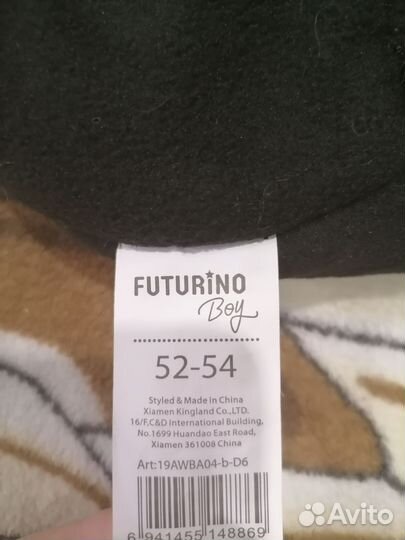 FUTURINO
Boy
52-54
Styled & Made in China
Xiamen Kingland Co.,LTD.
16/F,C&D International Building,
No.1699 Huandao East Road,
Xiamen 361008 China
Art:19AWBA04-b-D6
6 941455 148869
Avito